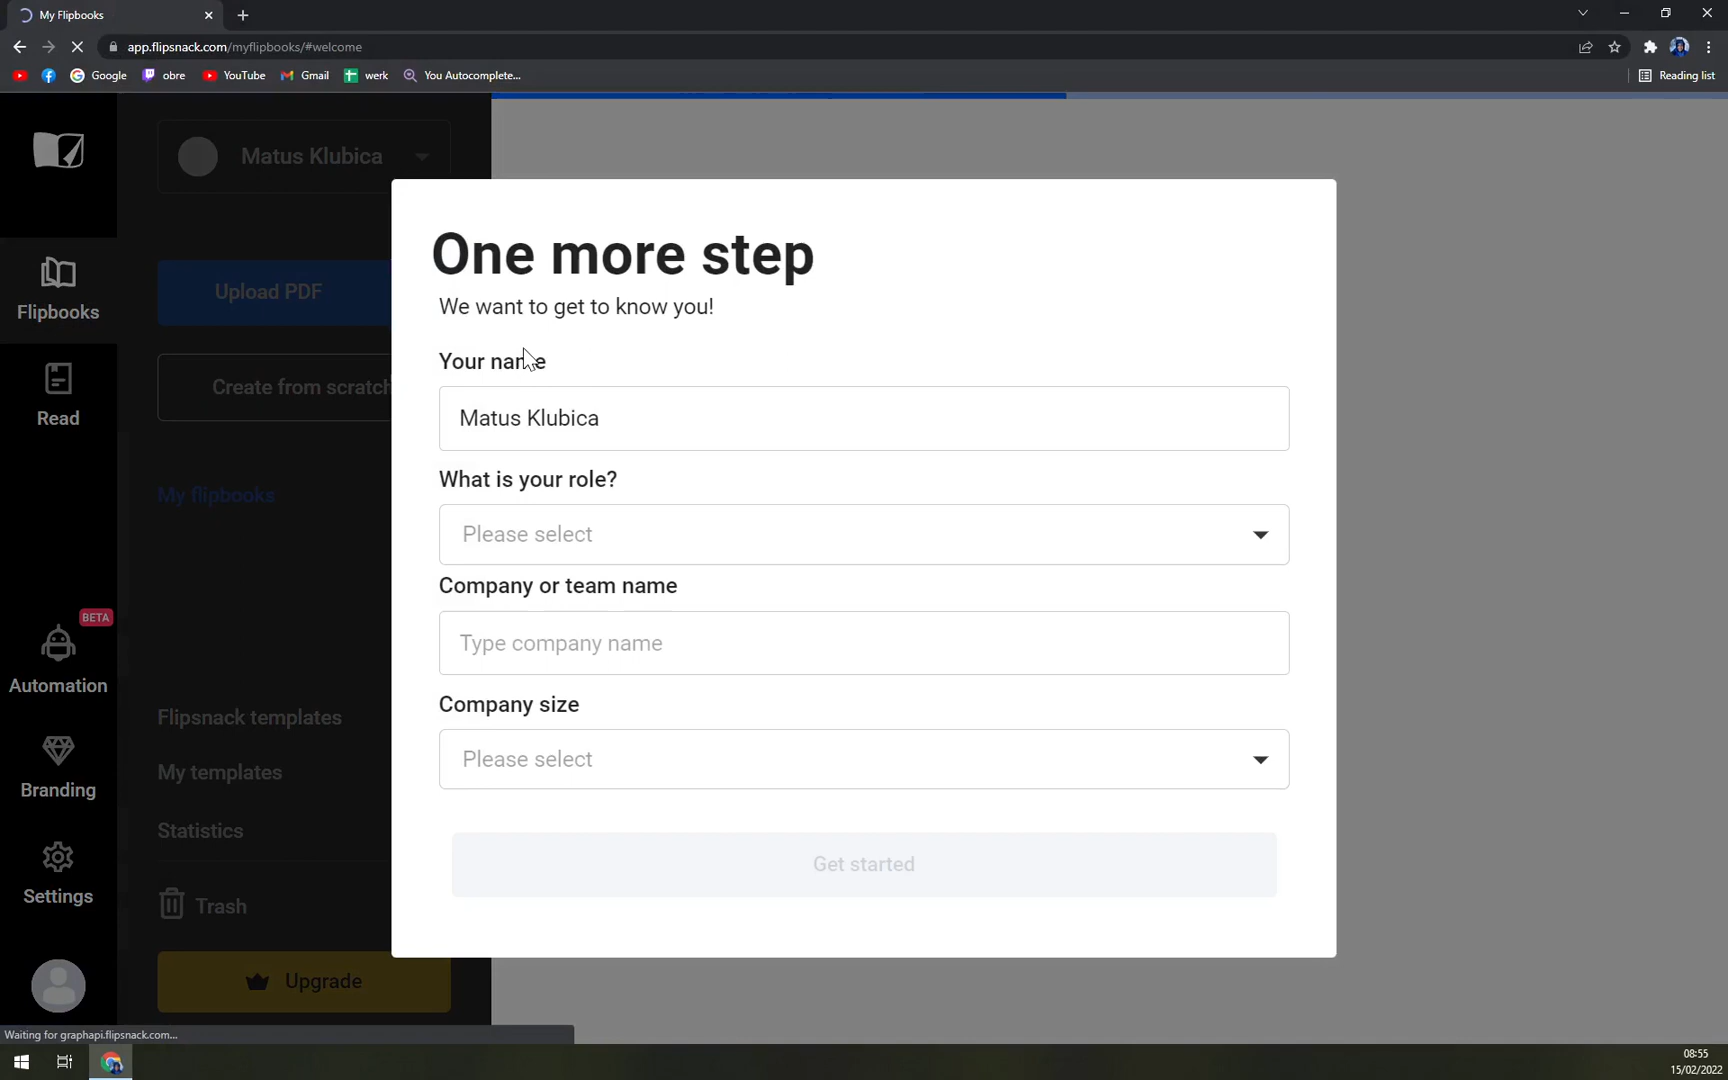 My Flipbooks
app.flipsnack.com/myflipbooks/#welcome
Google
obre
YouTube
Gmail
werk
You Autocomplete...
Reading list
Matus Klubica
Upload PDF
Create from scratch
My flipbooks
Flipsnack templates
My templates
Statistics
Trash
Upgrade
Flipbooks
Read
BETA
Automation
Branding
Settings
One more step
We want to get to know you!
Your name
Matus Klubica
What is your role?
Please select
Company or team name
Type company name
Company size
Please select
Get started
Waiting for graphapi.flipsnack.com...
08:55
15/02/2022